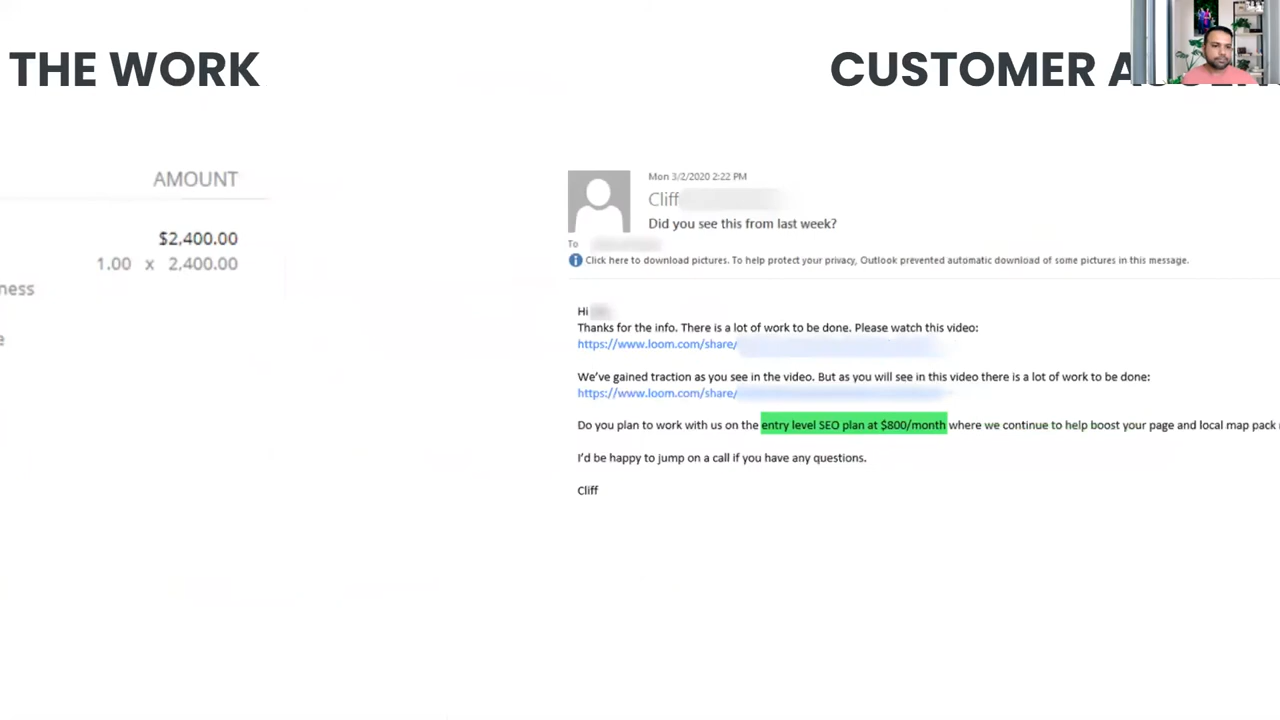 THE WORK
CUSTOMER
AMOUNT
$2,400.00
1.00 x 2,400.00
ness
e
Mon 3/2/2020 2:22 PM
Cliff
Did you see this from last week?
To
Click here to download pictures. To help protect your privacy, Outlook prevented automatic download of some pictures in this message.
Hi
Thanks for the info. There is a lot of work to be done. Please watch this video:
https://www.loom.com/share/
We've gained traction as you see in the video. But as you will see in this video there is a lot of work to be done:
https://www.loom.com/share/
Do you plan to work with us on the entry level SEO plan at $800/month where we continue to help boost your page and local map pack
I'd be happy to jump on a call if you have any questions.
Cliff